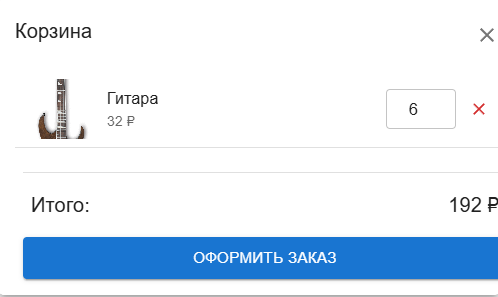 Корзина
Гитара
32 ₽
6
Итого:
192 ₽
ОФОРМИТЬ ЗАКАЗ